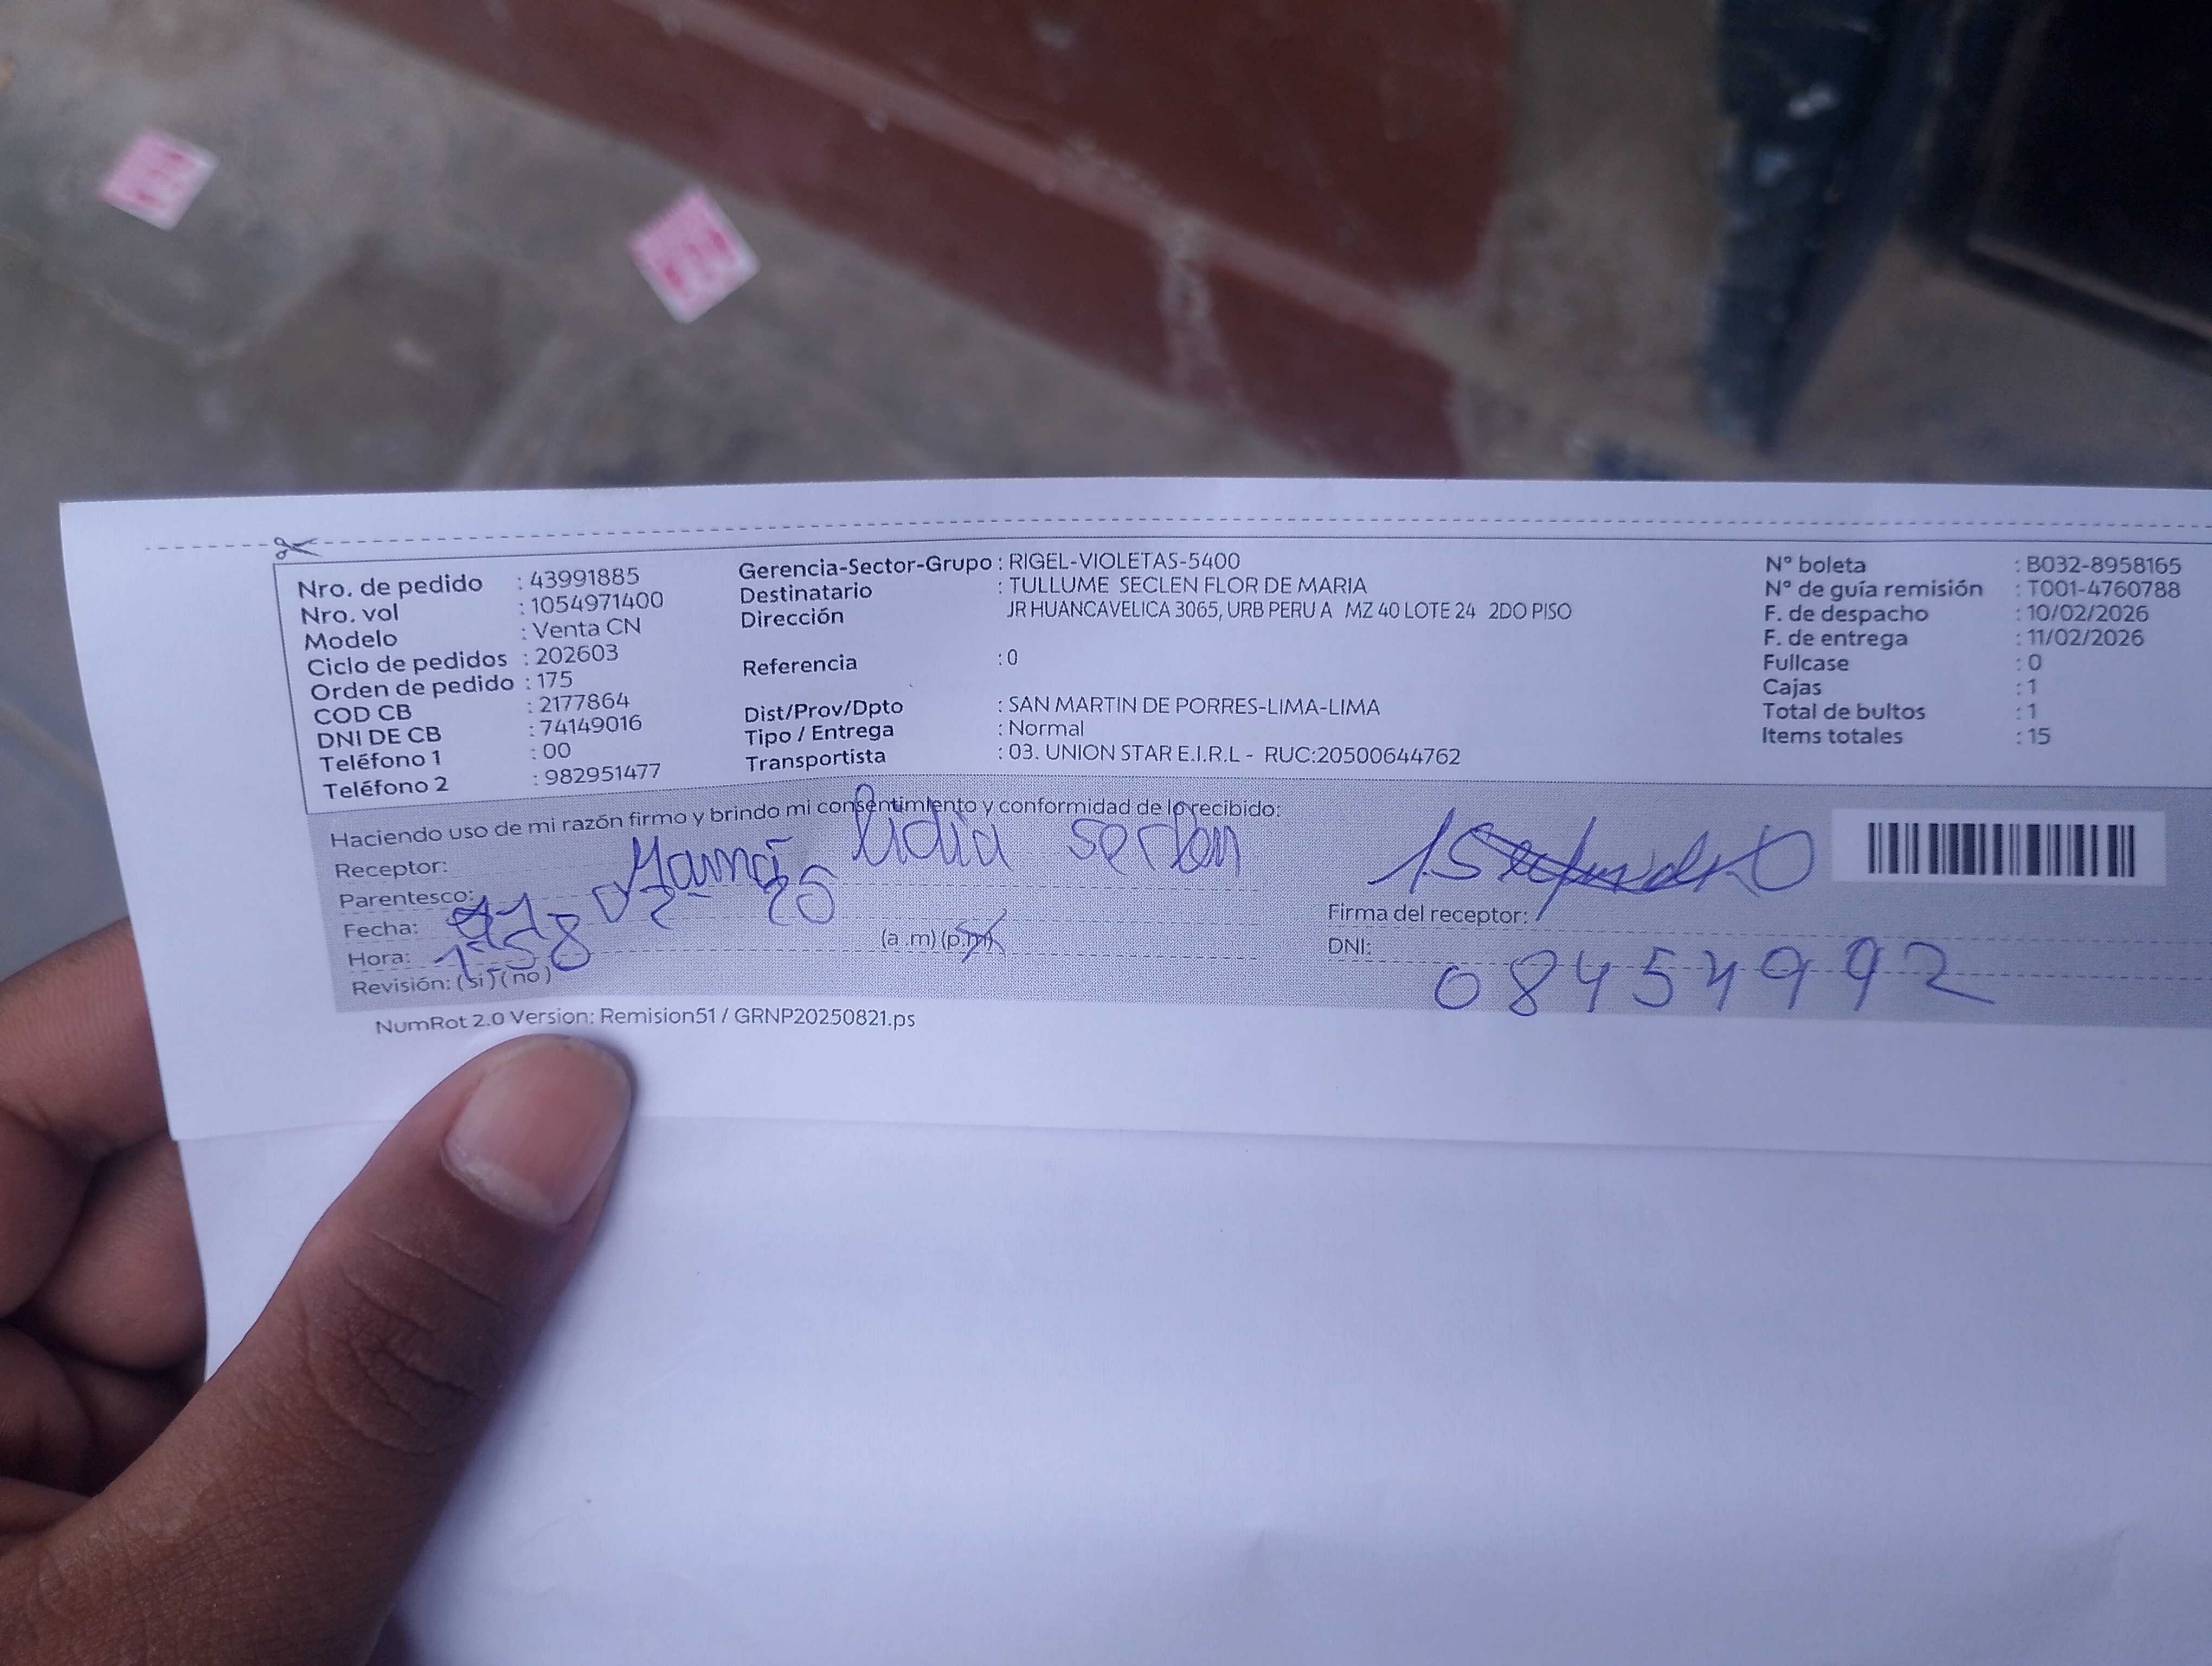 Nro. de pedido : 43991885
Nro. vol : 1054971400
Modelo : Venta CN
Ciclo de pedidos : 202603
Orden de pedido : 175
COD CB : 2177864
DNI DE CB : 74149016
Teléfono 1 : 00
Teléfono 2 : 982951477
Gerencia-Sector-Grupo : RIGEL-VIOLETAS-5400
Destinatario : TULLUME SECLEN FLOR DE MARIA
Dirección JR HUANCAVELICA 3065, URB PERU A MZ 40 LOTE 24 2DO PISO
Referencia : 0
Dist/Prov/Dpto : SAN MARTIN DE PORRES-LIMA-LIMA
Tipo / Entrega : Normal
Transportista : 03. UNION STAR E.I.R.L - RUC:20500644762
N° boleta : B032-8958165
N° de guía remisión : T001-4760788
F. de despacho : 10/02/2026
F. de entrega : 11/02/2026
Fullcase : 0
Cajas : 1
Total de bultos : 1
Items totales : 15
Haciendo uso de mi razón firmo y brindo mi consentimiento y conformidad de lo recibido:
Receptor: lidia
Parentesco: Mamá
Fecha:
Hora: 1:58 (a.m) (p.m)
Revisión: (si) (no)
Firma del receptor:
DNI: 08454992
NumRot 2.0 Version: Remision51 / GRNP20250821.ps